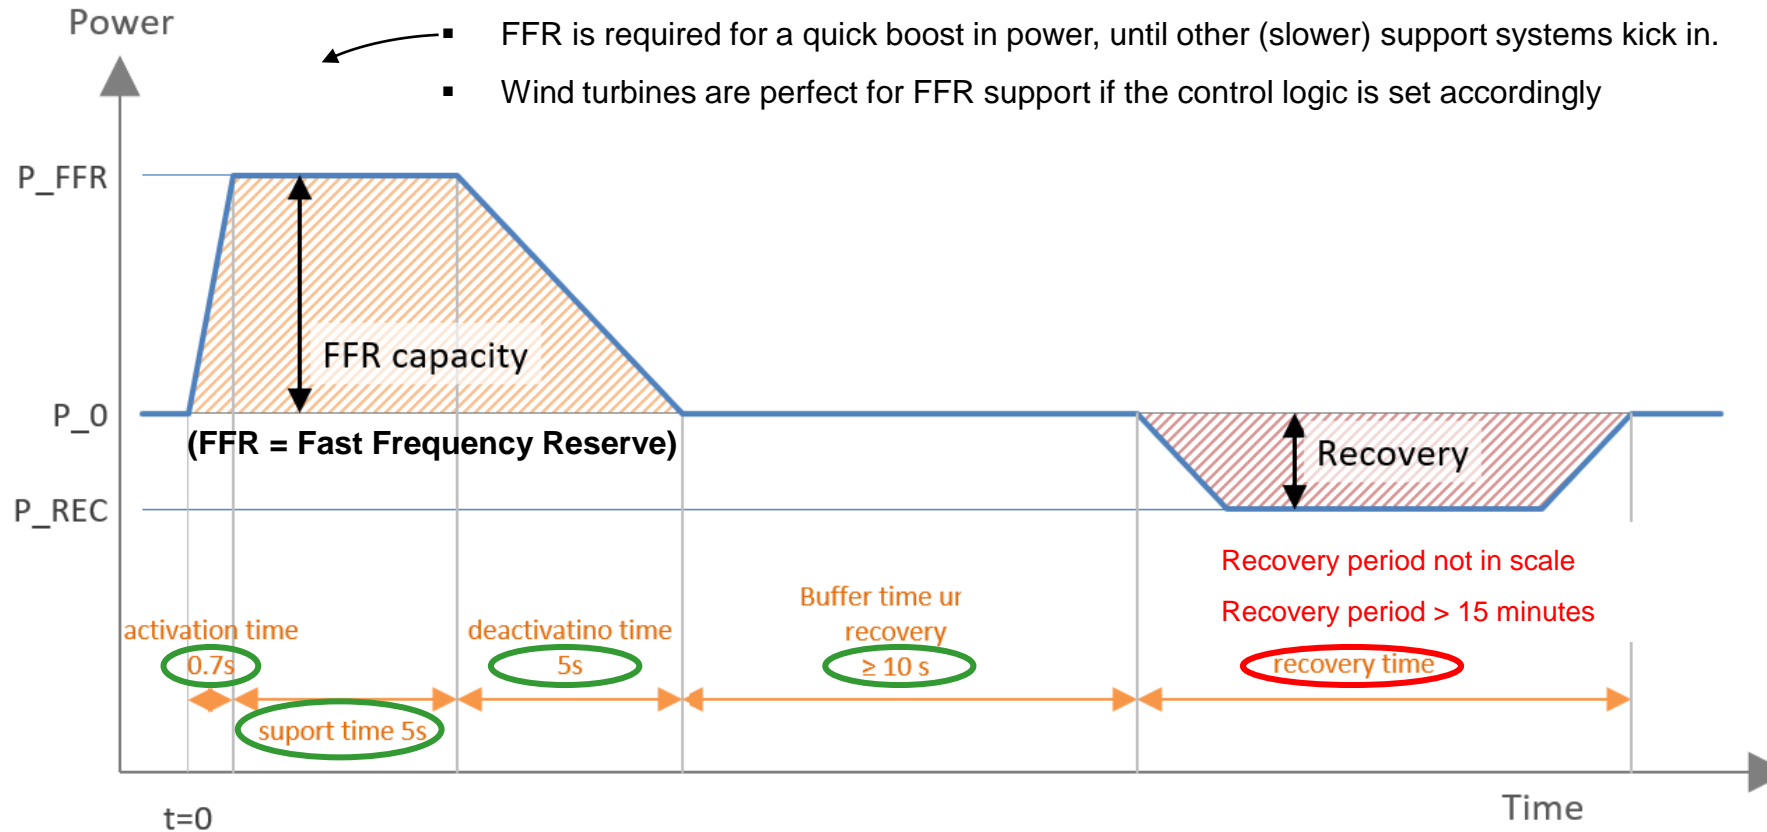 Power
▪ FFR is required for a quick boost in power, until other (slower) support systems kick in.
▪ Wind turbines are perfect for FFR support if the control logic is set accordingly
P_FFR
FFR capacity
P_0
(FFR = Fast Frequency Reserve)
Recovery
P_REC
Recovery period not in scale
Recovery period > 15 minutes
activation time
0.7s
suport time 5s
deactivatino time
5s
Buffer time ur
recovery
≥ 10 s
recovery time
t=0
Time